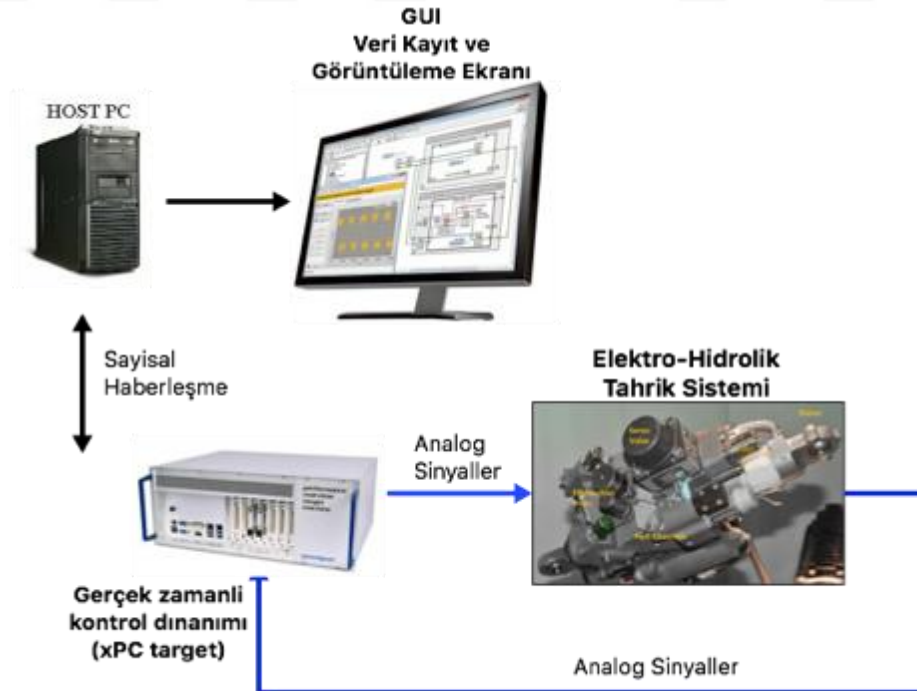 GUI
Veri Kayıt ve
Görüntüleme Ekranı
HOST PC
Sayisal
Haberleşme
Elektro-Hidrolik
Tahrik Sistemi
Analog
Sinyaller
Gerçek zamanli
kontrol dınanımı
(xPC target)
Analog Sinyaller